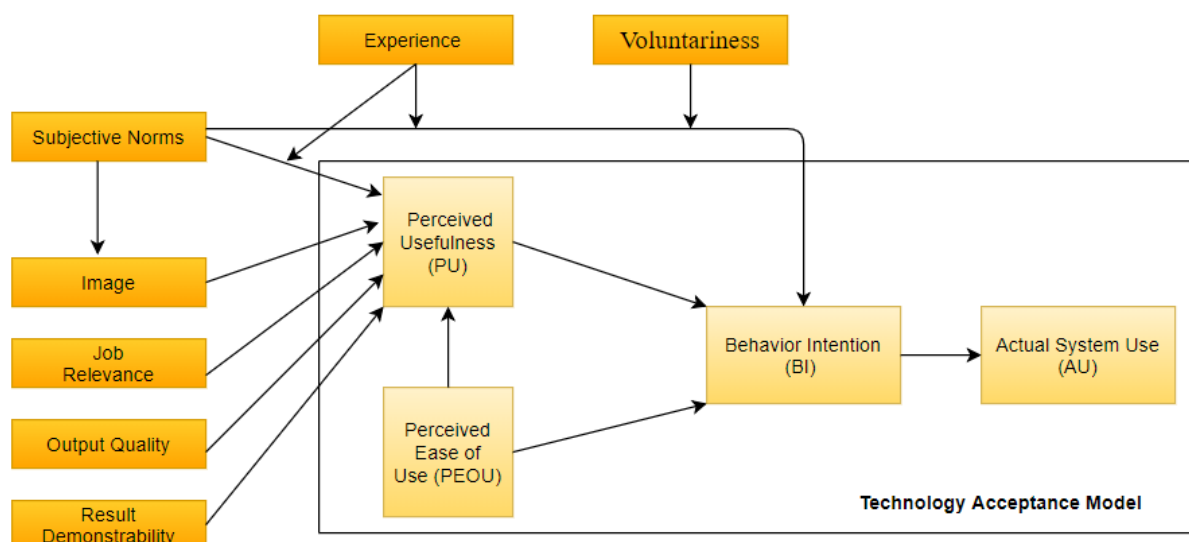 Experience
Voluntariness
Subjective Norms
Perceived
Usefulness
(PU)
Image
Job
Relevance
Behavior Intention
(BI)
Actual System Use
(AU)
Output Quality
Perceived
Ease of
Use (PEOU)
Result
Demonstrability
Technology Acceptance Model